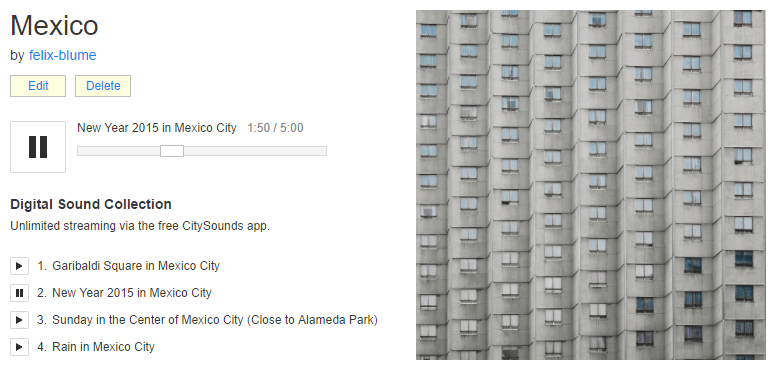 Mexico
by felix-blume
Edit Delete
New Year 2015 in Mexico City 1:50 / 5:00
Digital Sound Collection
Unlimited streaming via the free CitySounds app.
1. Garibaldi Square in Mexico City
2. New Year 2015 in Mexico City
3. Sunday in the Center of Mexico City (Close to Alameda Park)
4. Rain in Mexico City